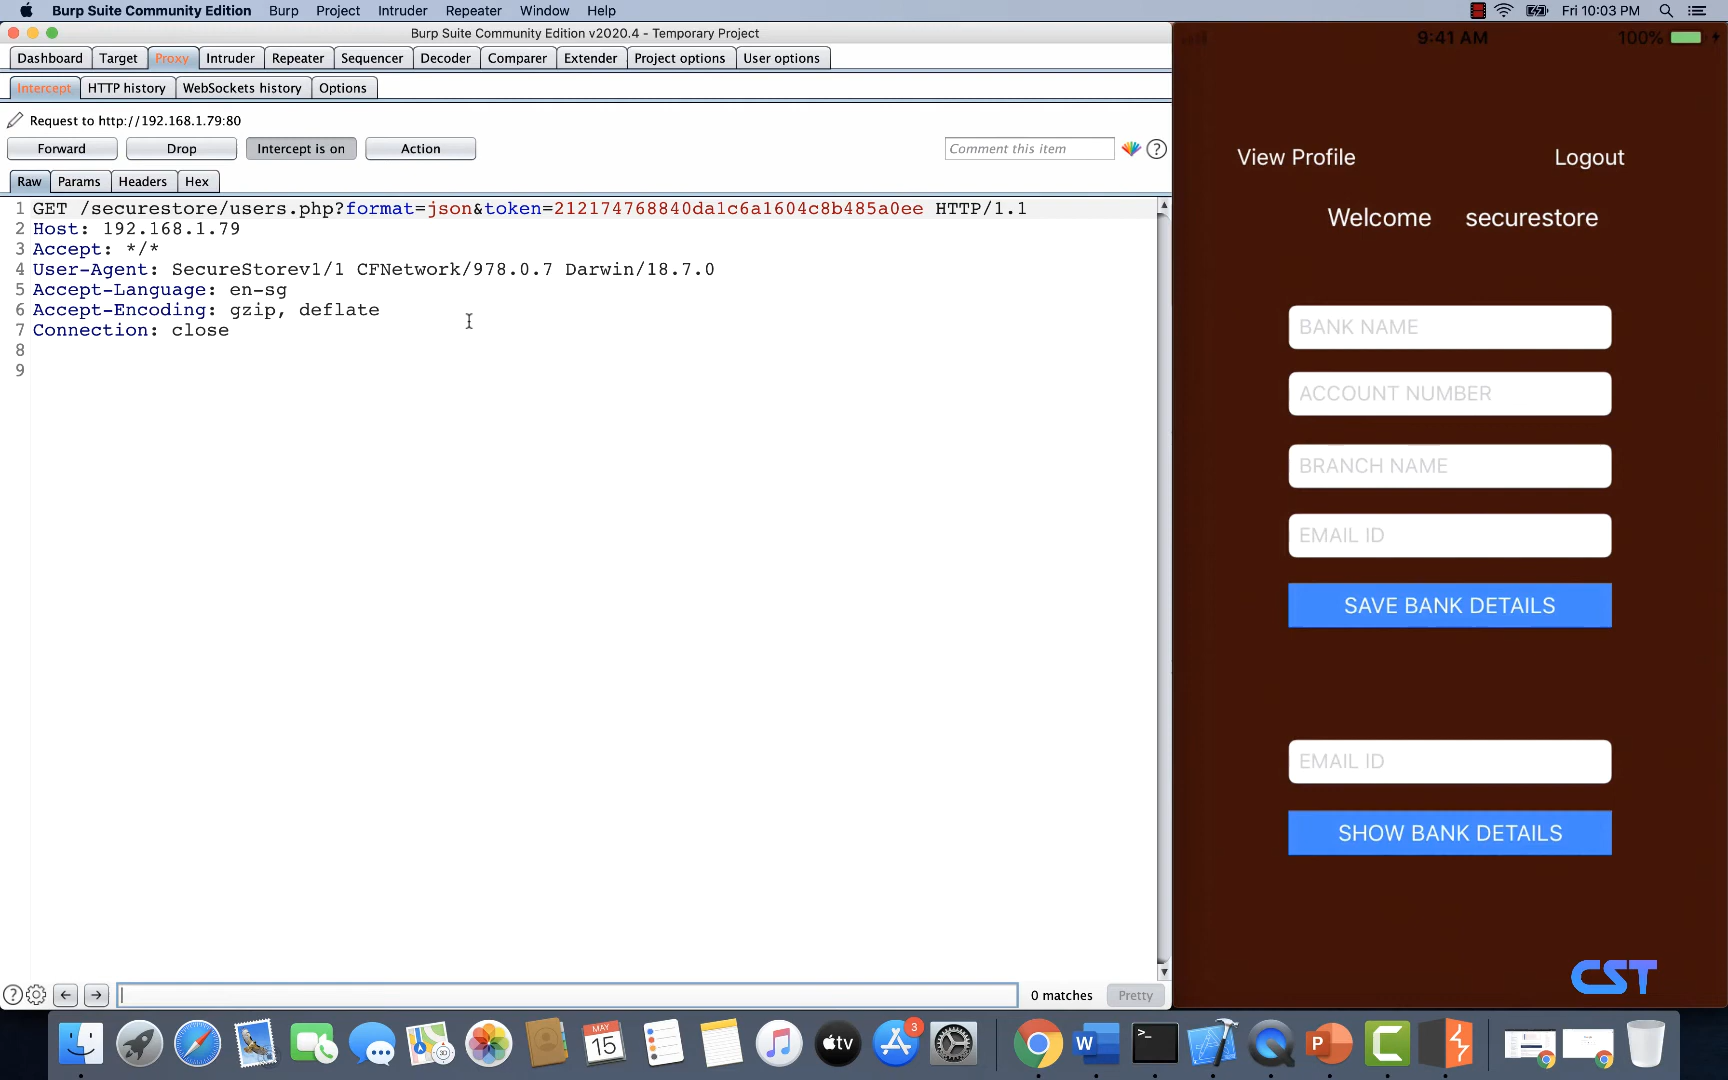 Burp Suite Community Edition Burp Project Intruder Repeater Window Help
3 Fri 10:03 PM
Burp Suite Community Edition v2020.4 - Temporary Project
Dashboard Target Proxy Intruder Repeater Sequencer Decoder Comparer Extender Project options User options
Intercept HTTP history WebSockets history Options
Request to http://192.168.1.79:80
Forward Drop Intercept is on Action Comment this item ?
Raw Params Headers Hex
1 GET /securestore/users.php?format=json&token=212174768840da1c6a1604c8b485a0ee HTTP/1.1
2 Host: 192.168.1.79
3 Accept: */*
4 User-Agent: SecureStorev1/1 CFNetwork/978.0.7 Darwin/18.7.0
5 Accept-Language: en-sg
6 Accept-Encoding: gzip, deflate
7 Connection: close
8
9
? 0 matches Pretty
9:41 AM 100%
View Profile Logout
Welcome securestore
BANK NAME
ACCOUNT NUMBER
BRANCH NAME
EMAIL ID
SAVE BANK DETAILS
EMAIL ID
SHOW BANK DETAILS
CST
3D MAY 15 tv 3 W >_ P C